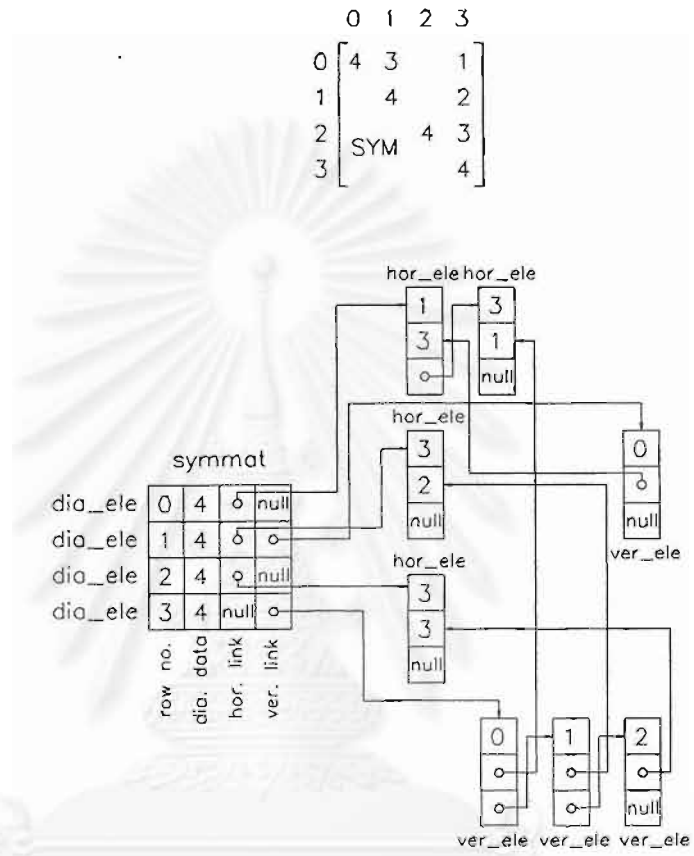 0 1 2 3
0 4 3 1
1 4 2
2 4 3
SYM
3 4
hor_ele hor_ele
1 3
3 1
null
hor_ele
3
2
null
0
null
ver_ele
symmat
dia_ele 0 4 null
dia_ele 1 4
dia_ele 2 4 null
dia_ele 3 4 null
row no.
dia. data
hor. link
ver. link
hor_ele
3
3
null
0 1 2
null
ver_ele ver_ele ver_ele